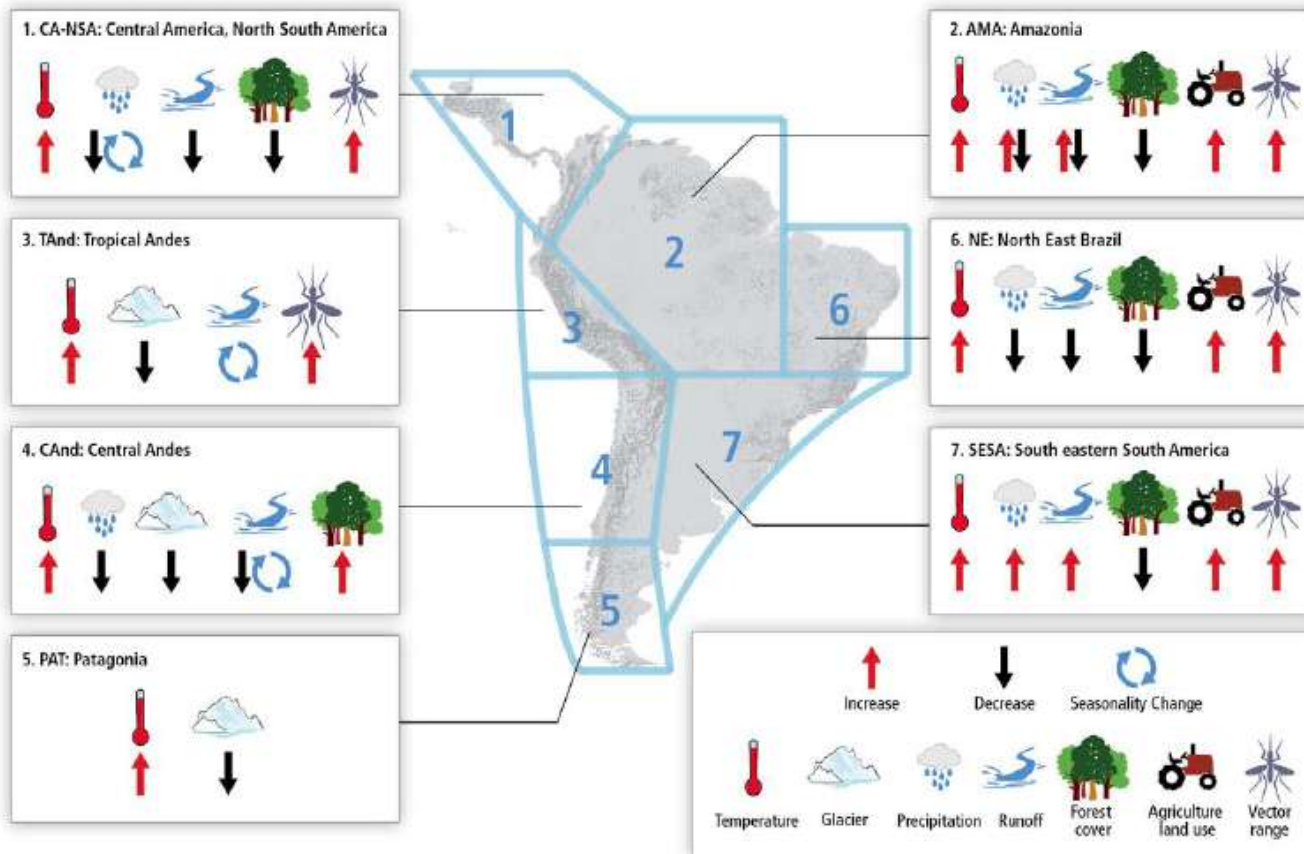 1. CA-NSA: Central America, North South America
2. AMA: Amazonia
3. TAnd: Tropical Andes
6. NE: North East Brazil
4. CAnd: Central Andes
7. SESA: South eastern South America
5. PAT: Patagonia
1
2
3
6
4
7
5
Increase
Decrease
Seasonality Change
Temperature
Glacier
Precipitation
Runoff
Forest
cover
Agriculture
land use
Vector
range